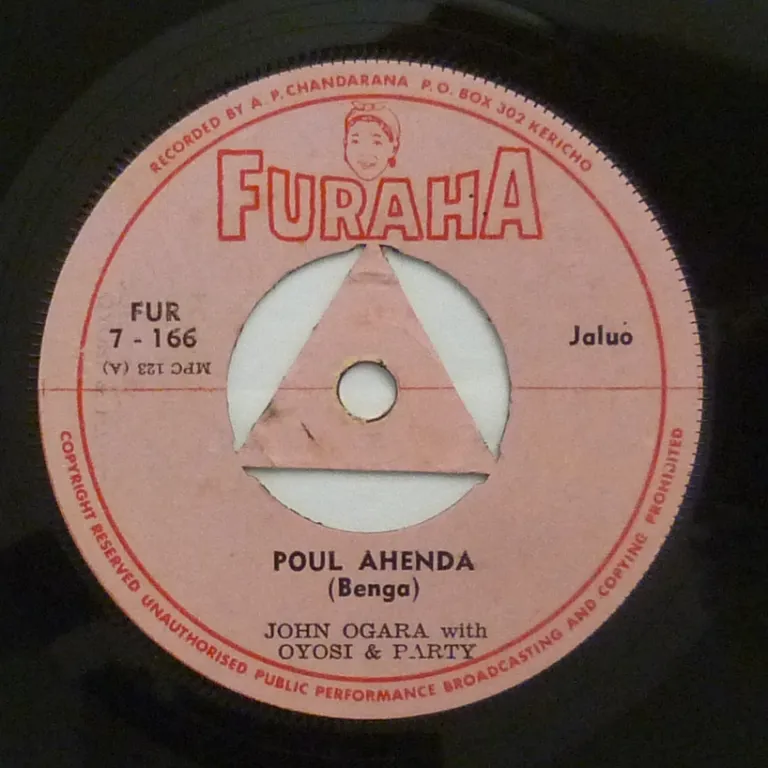 RECORDED BY A. P. CHANDARANA P. O. BOX 302 KERICHO
FURAHA
FUR
7 - 166
Jaluo
MPC 123 (A)
POUL AHENDA
(Benga)
JOHN OGARA with
OYOSI & PARTY
COPYRIGHT RESERVED UNAUTHORISED PUBLIC PERFORMANCE BROADCASTING AND COPYING PROHIJITED